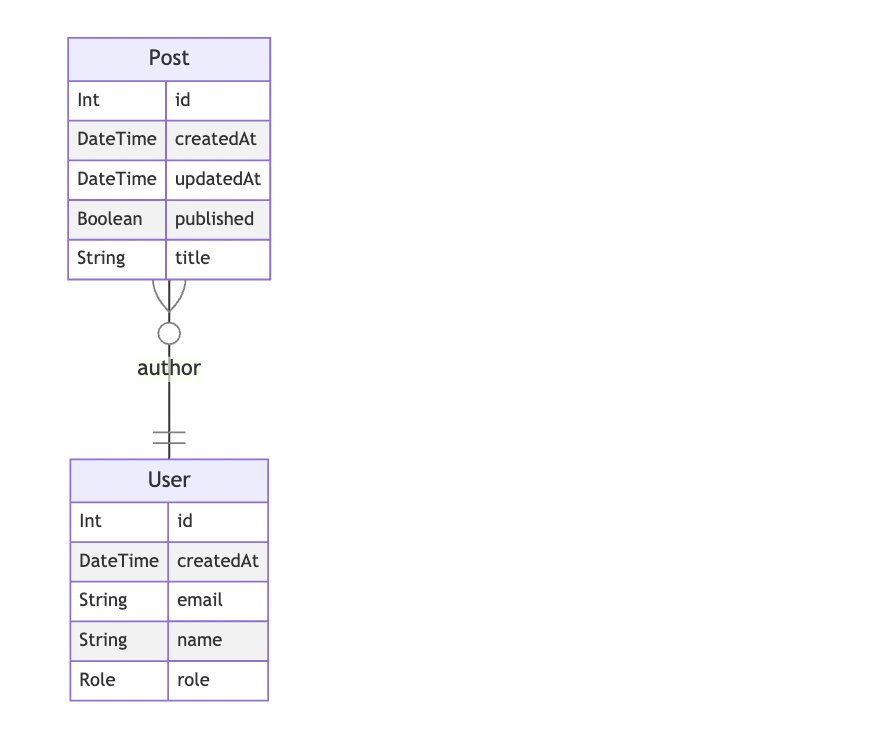 Post
Int id
DateTime createdAt
DateTime updatedAt
Boolean published
String title
author
User
Int id
DateTime createdAt
String email
String name
Role role